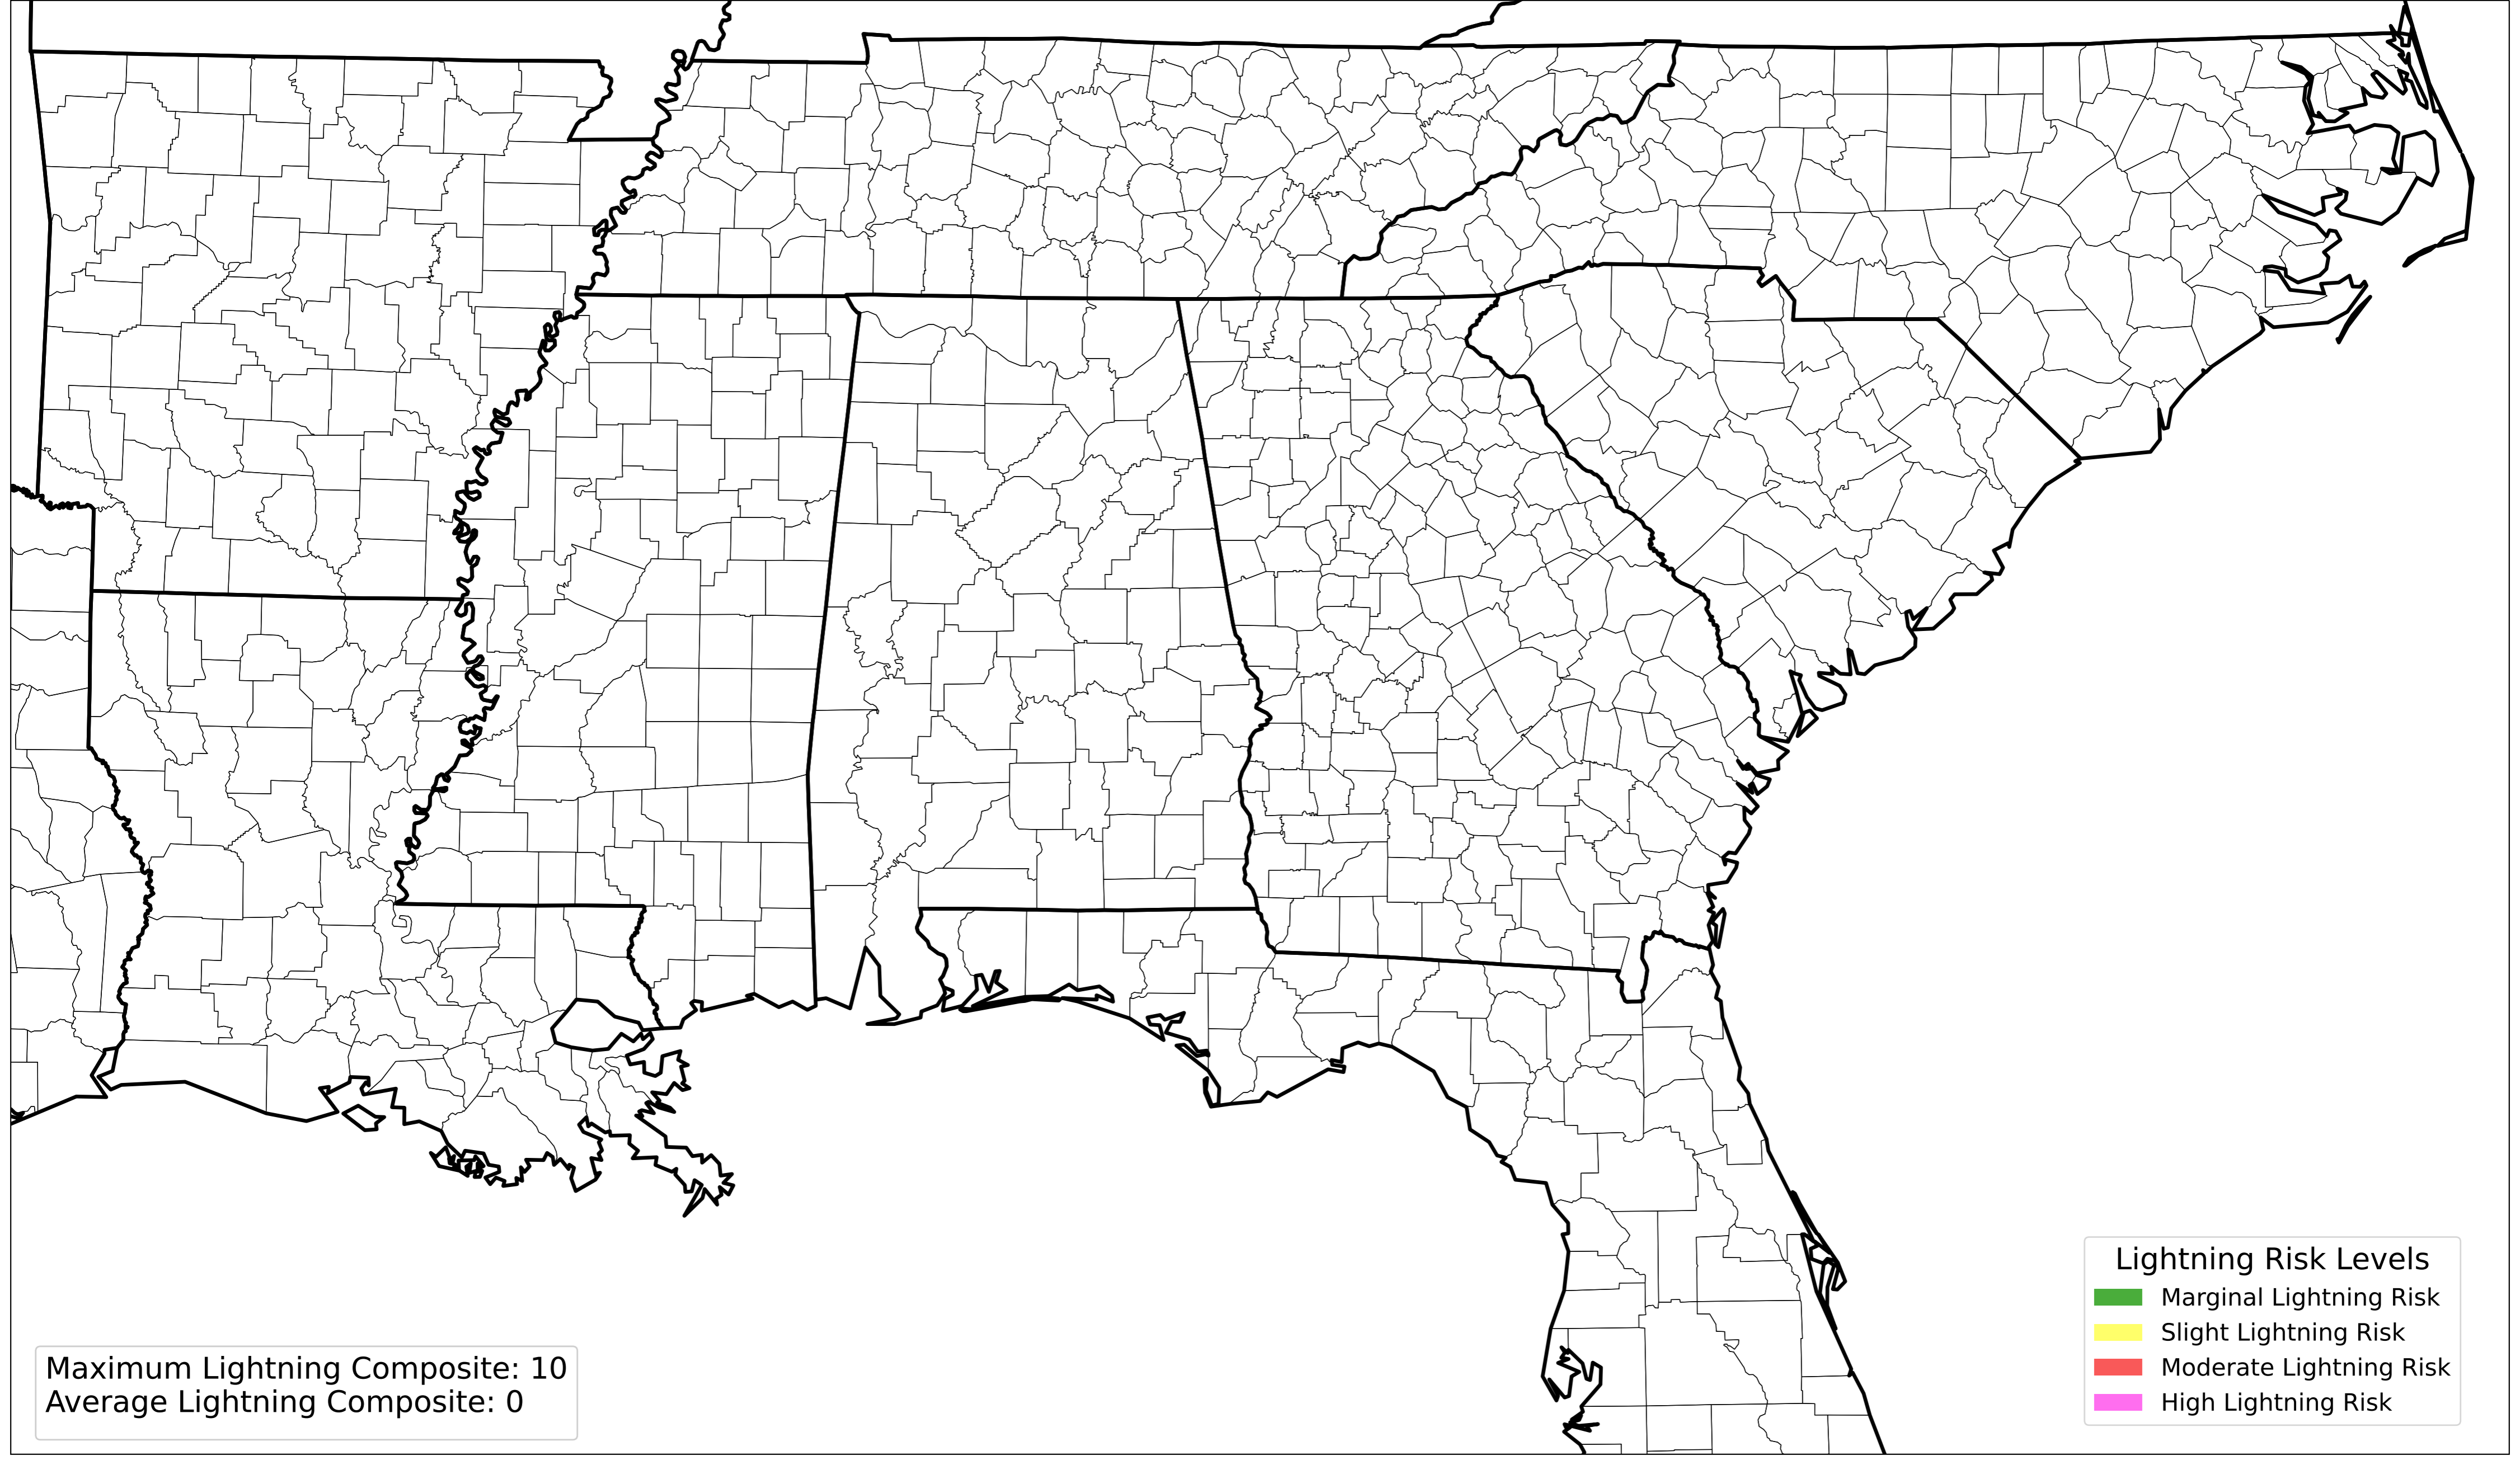 Lightning Risk Levels
Marginal Lightning Risk
Slight Lightning Risk
Moderate Lightning Risk
High Lightning Risk
Maximum Lightning Composite: 10
Average Lightning Composite: 0